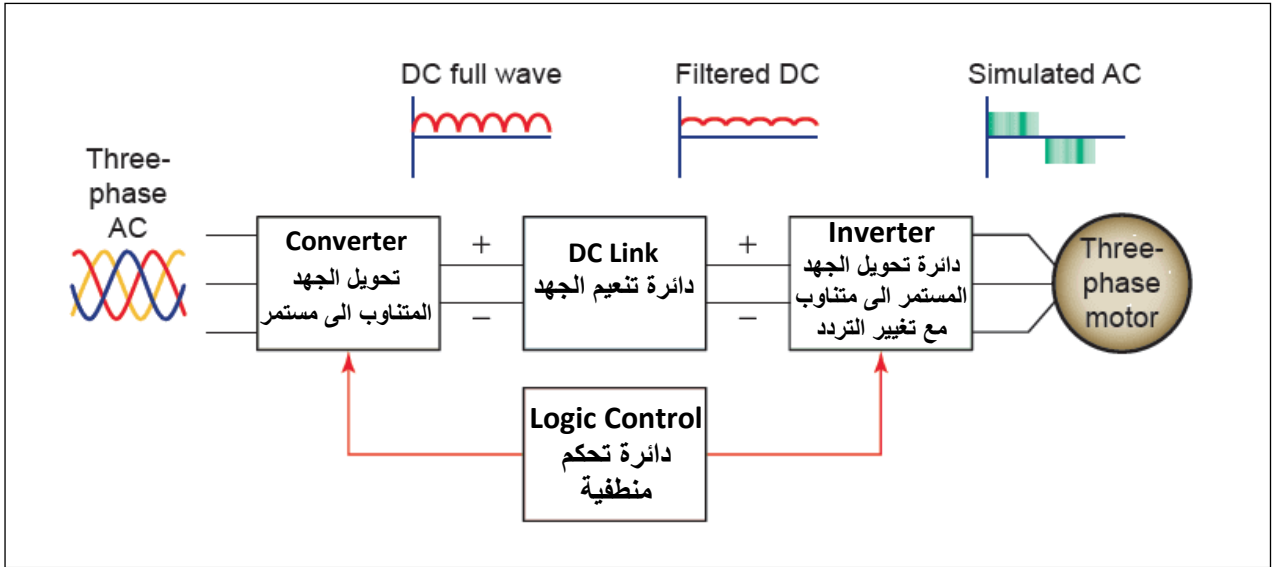 DC full wave
Filtered DC
Simulated AC
Three-
phase
AC
Converter
تحويل الجهد
المتناوب الى مستمر
+
−
DC Link
دائرة تنعيم الجهد
+
−
Inverter
دائرة تحويل الجهد
المستمر الى متناوب
مع تغيير التردد
Three-
phase
motor
Logic Control
دائرة تحكم
منطفية